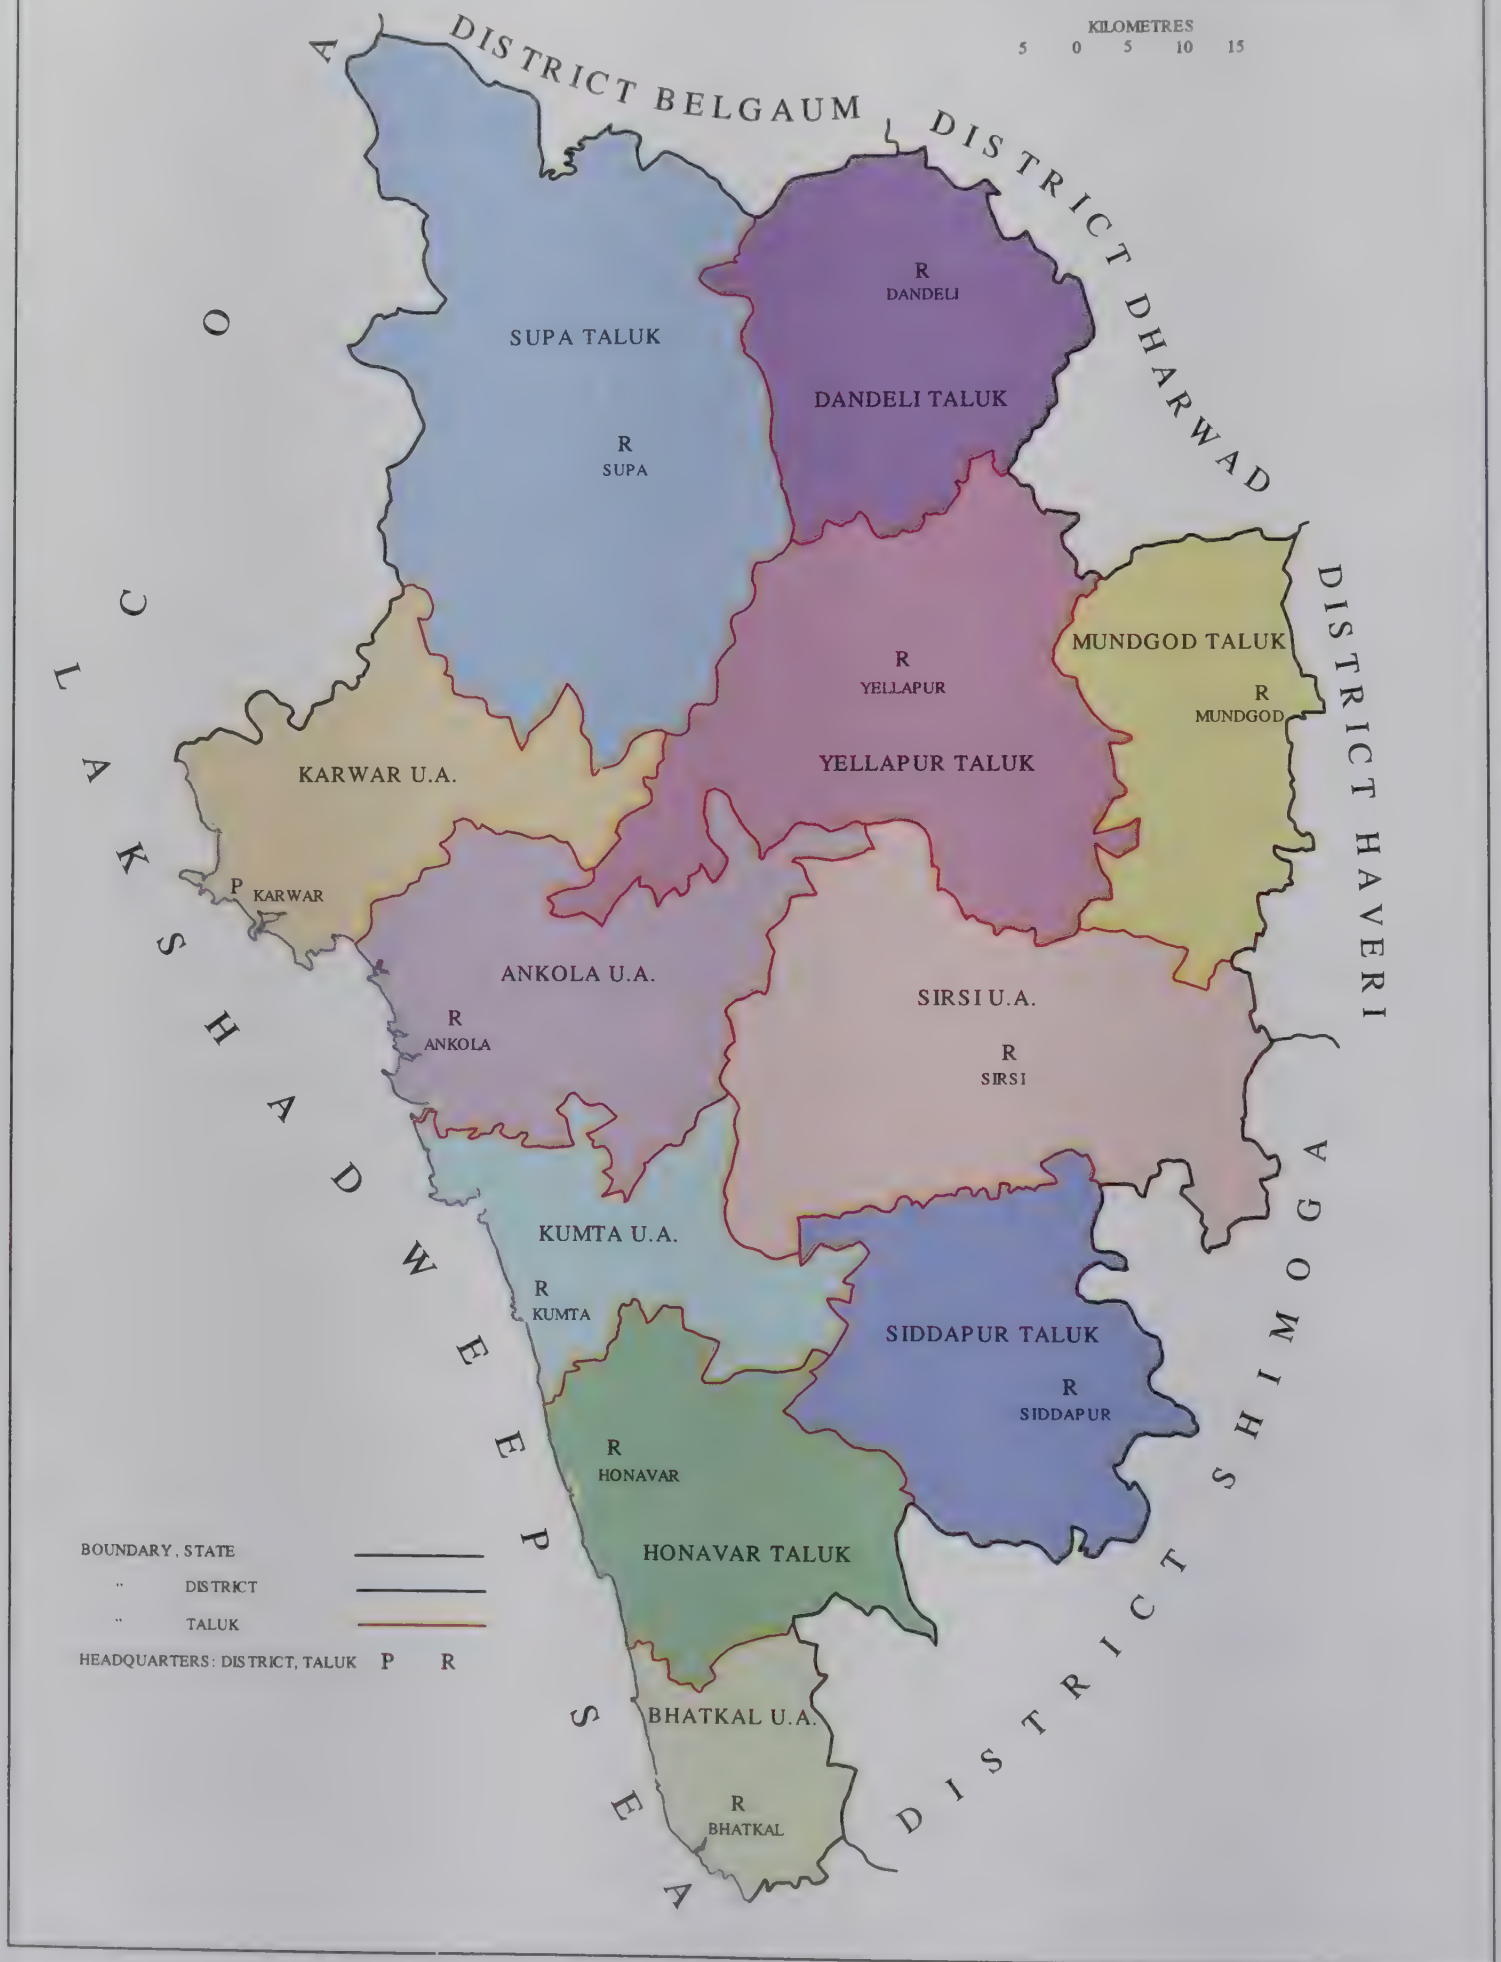 KILOMETRES
5 0 5 10 15
DISTRICT BELGAUM
DISTRICT DHARWAD
DISTRICT HAVERI
DISTRICT SHIMOGA
G O A
LAKSHADWEEP SEA
R
DANDELI
SUPA TALUK
DANDELI TALUK
R
SUPA
MUNDGOD TALUK
R
YELLAPUR
R
MUNDGOD
YELLAPUR TALUK
KARWAR U.A.
P
KARWAR
ANKOLA U.A.
SIRSI U.A.
R
ANKOLA
R
SIRSI
KUMTA U.A.
R
KUMTA
SIDDAPUR TALUK
R
SIDDAPUR
R
HONAVAR
HONAVAR TALUK
BOUNDARY, STATE
" DISTRICT
" TALUK
HEADQUARTERS: DISTRICT, TALUK P R
BHATKAL U.A.
R
BHATKAL